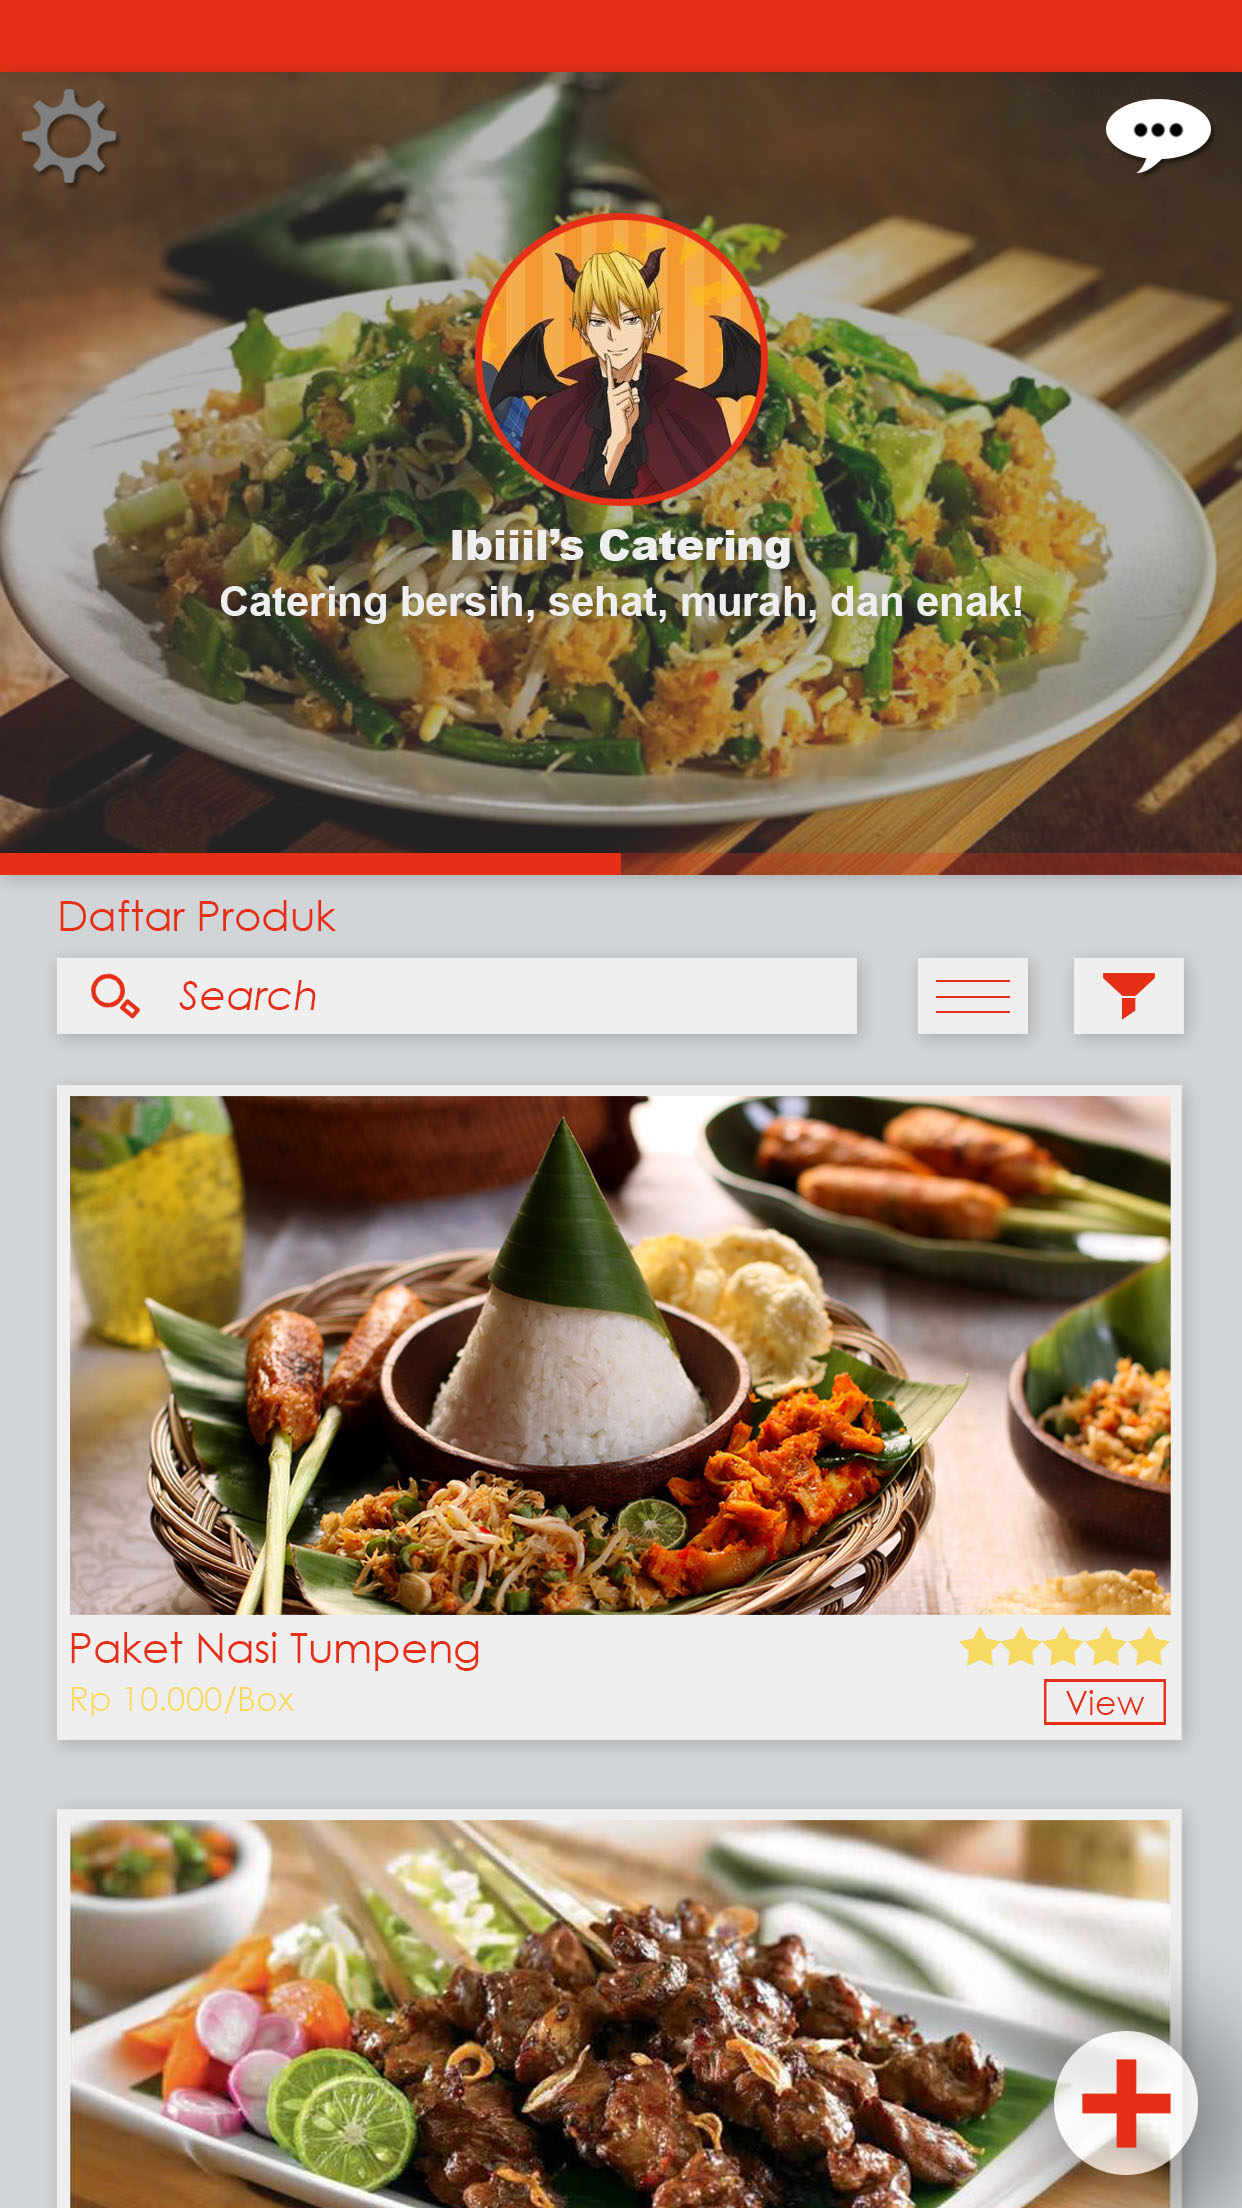 Ibiiil's Catering
Catering bersih, sehat, murah, dan enak!
Daftar Produk
Search
Paket Nasi Tumpeng
Rp 10.000/Box
View